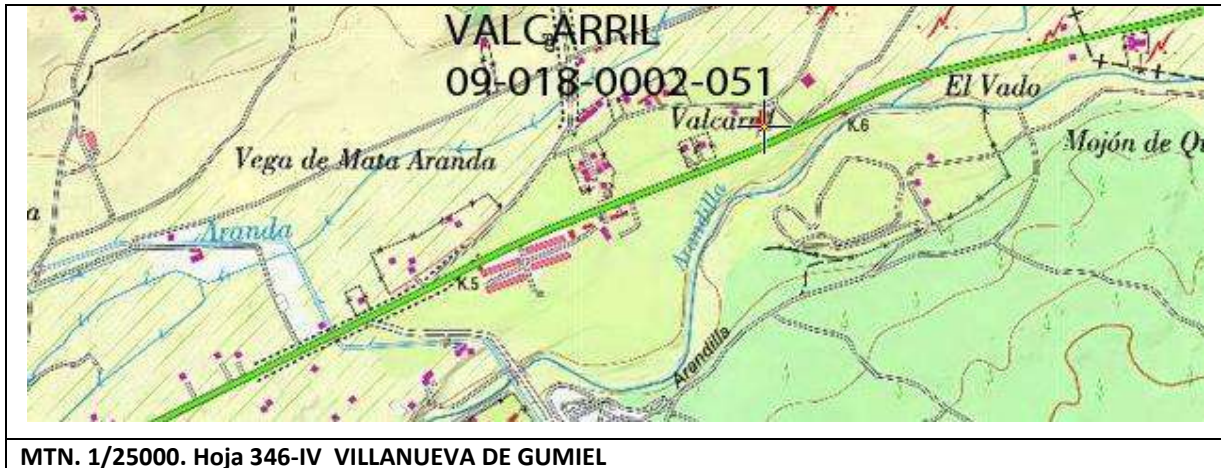 VALCARRIL
09-018-0002-051
El Vado
K.6
Mojón de Qu
Vega de Mata Aranda
a
Aranda
Arandilla
K.5
Arandilla
MTN. 1/25000. Hoja 346-IV VILLANUEVA DE GUMIEL